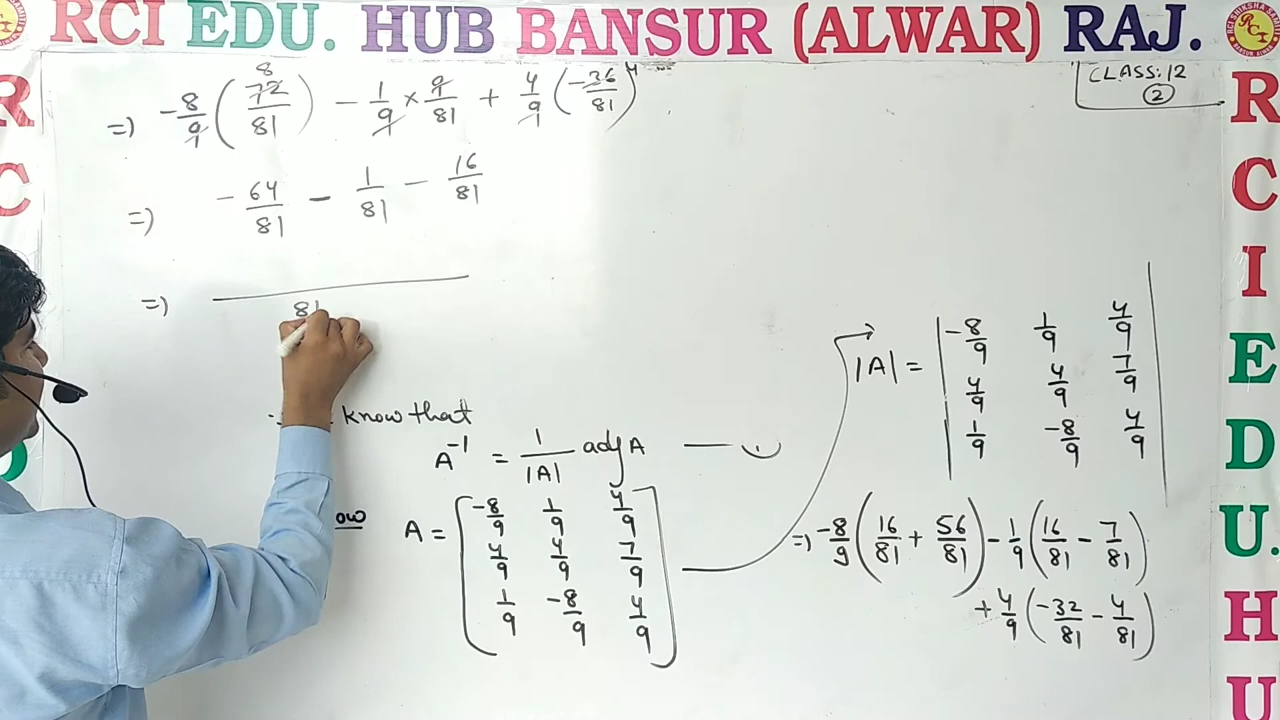 RCI EDU. HUB BANSUR (ALWAR) RAJ.
CLASS:12
2
=) -8/9 (72/81) - 1/9 × 9/81 + 4/9 (-36/81)
8
4
=) -64/81 - 1/81 - 16/81
=) 81
know that
A⁻¹ = 1/|A| adj A
ow
A = [-8/9 1/9 4/9
4/9 4/9 7/9
1/9 -8/9 4/9]
|A| = |-8/9 1/9 4/9
4/9 4/9 7/9
1/9 -8/9 4/9|
=) -8/9 (16/81 + 56/81) - 1/9 (16/81 - 7/81)
+ 4/9 (-32/81 - 4/81)
R
C
R
C
I
E
D
U.
H
U